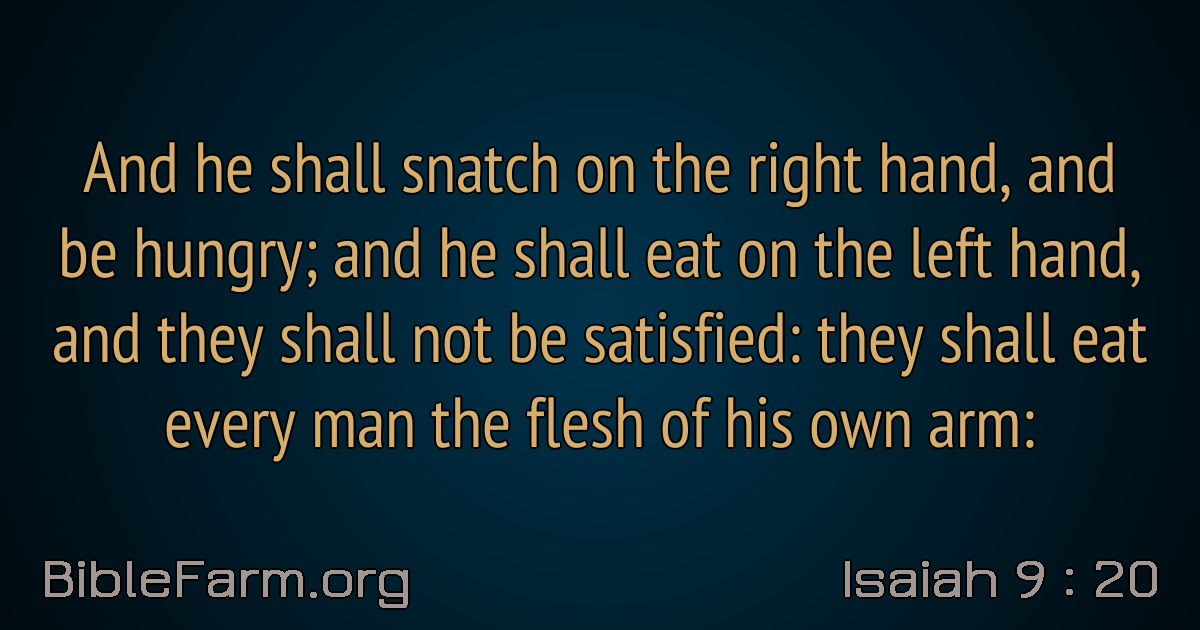 And he shall snatch on the right hand, and
be hungry; and he shall eat on the left hand,
and they shall not be satisfied: they shall eat
every man the flesh of his own arm:
BibleFarm.org
Isaiah 9 : 20